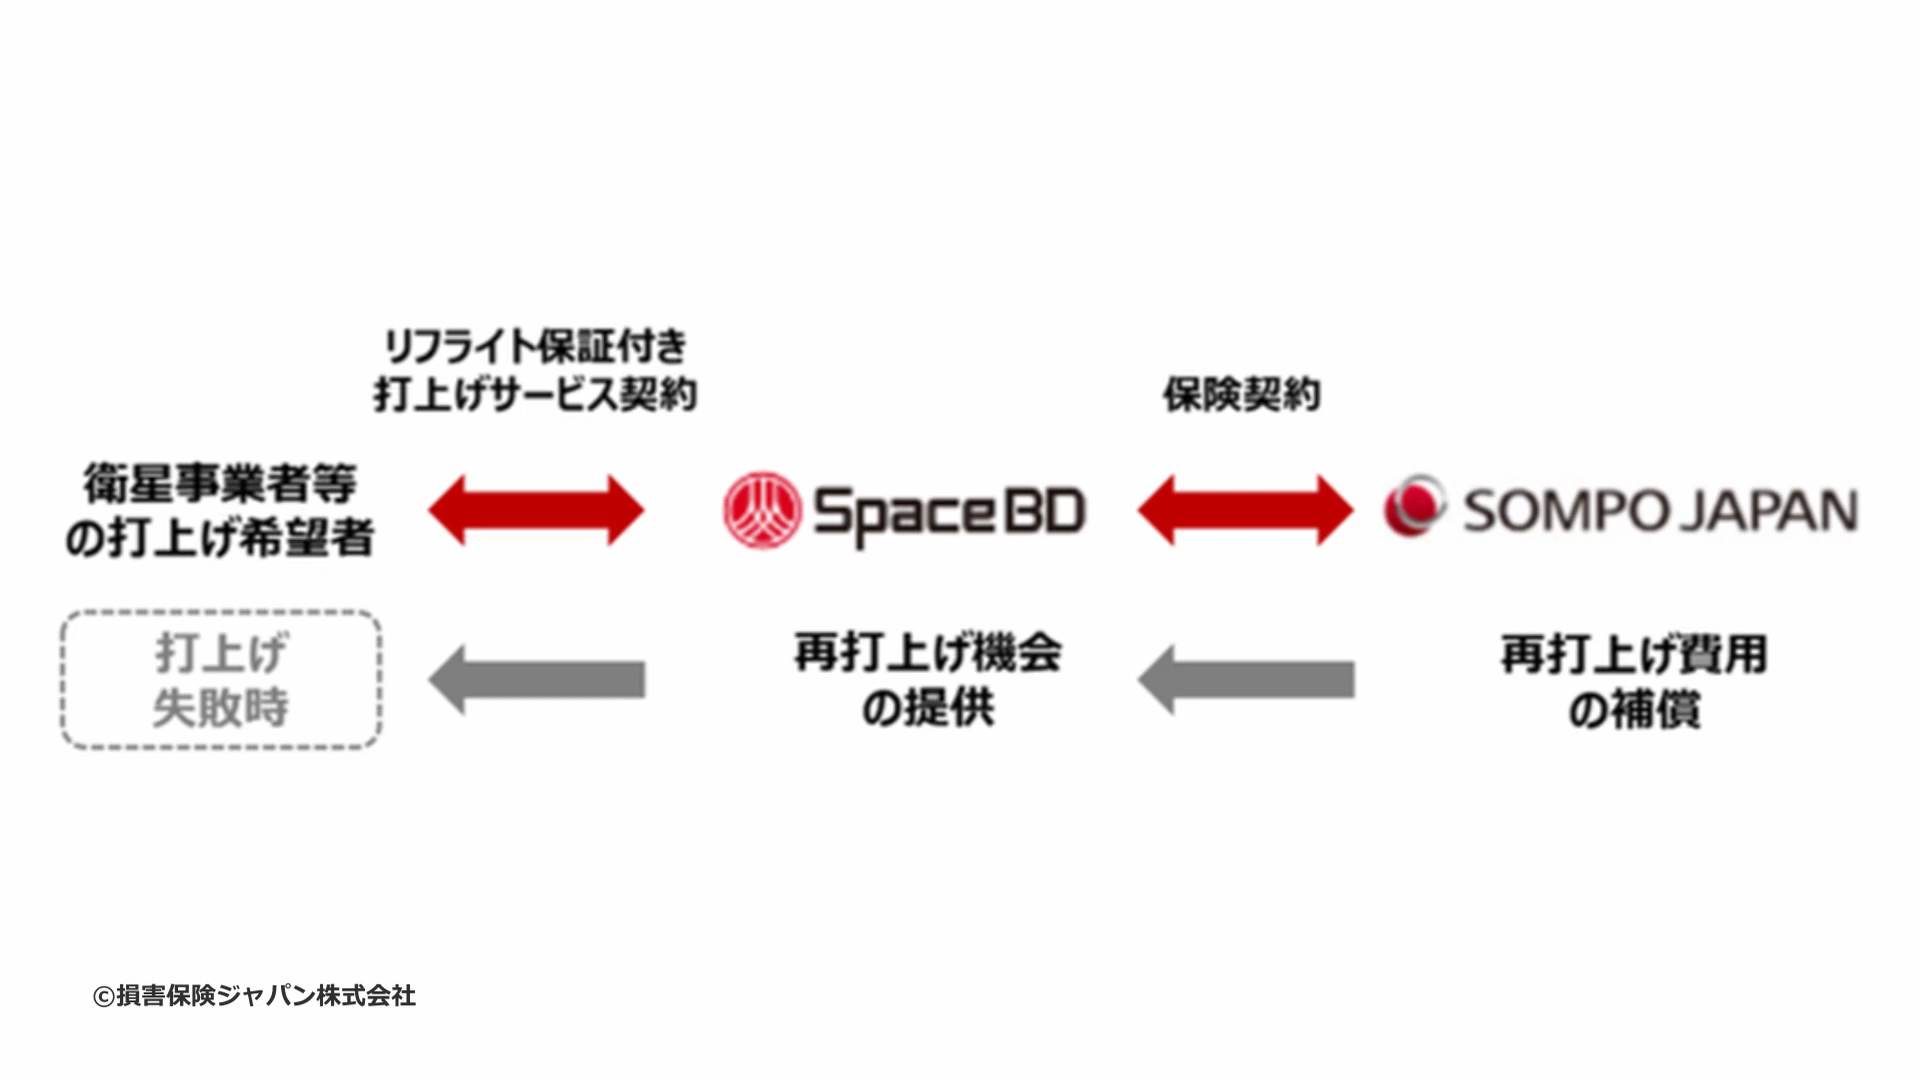 リフライト保証付き
打上げサービス契約
保険契約
衛星事業者等
の打上げ希望者
Space BD
SOMPO JAPAN
打上げ
失敗時
再打上げ機会
の提供
再打上げ費用
の補償
©損害保険ジャパン株式会社